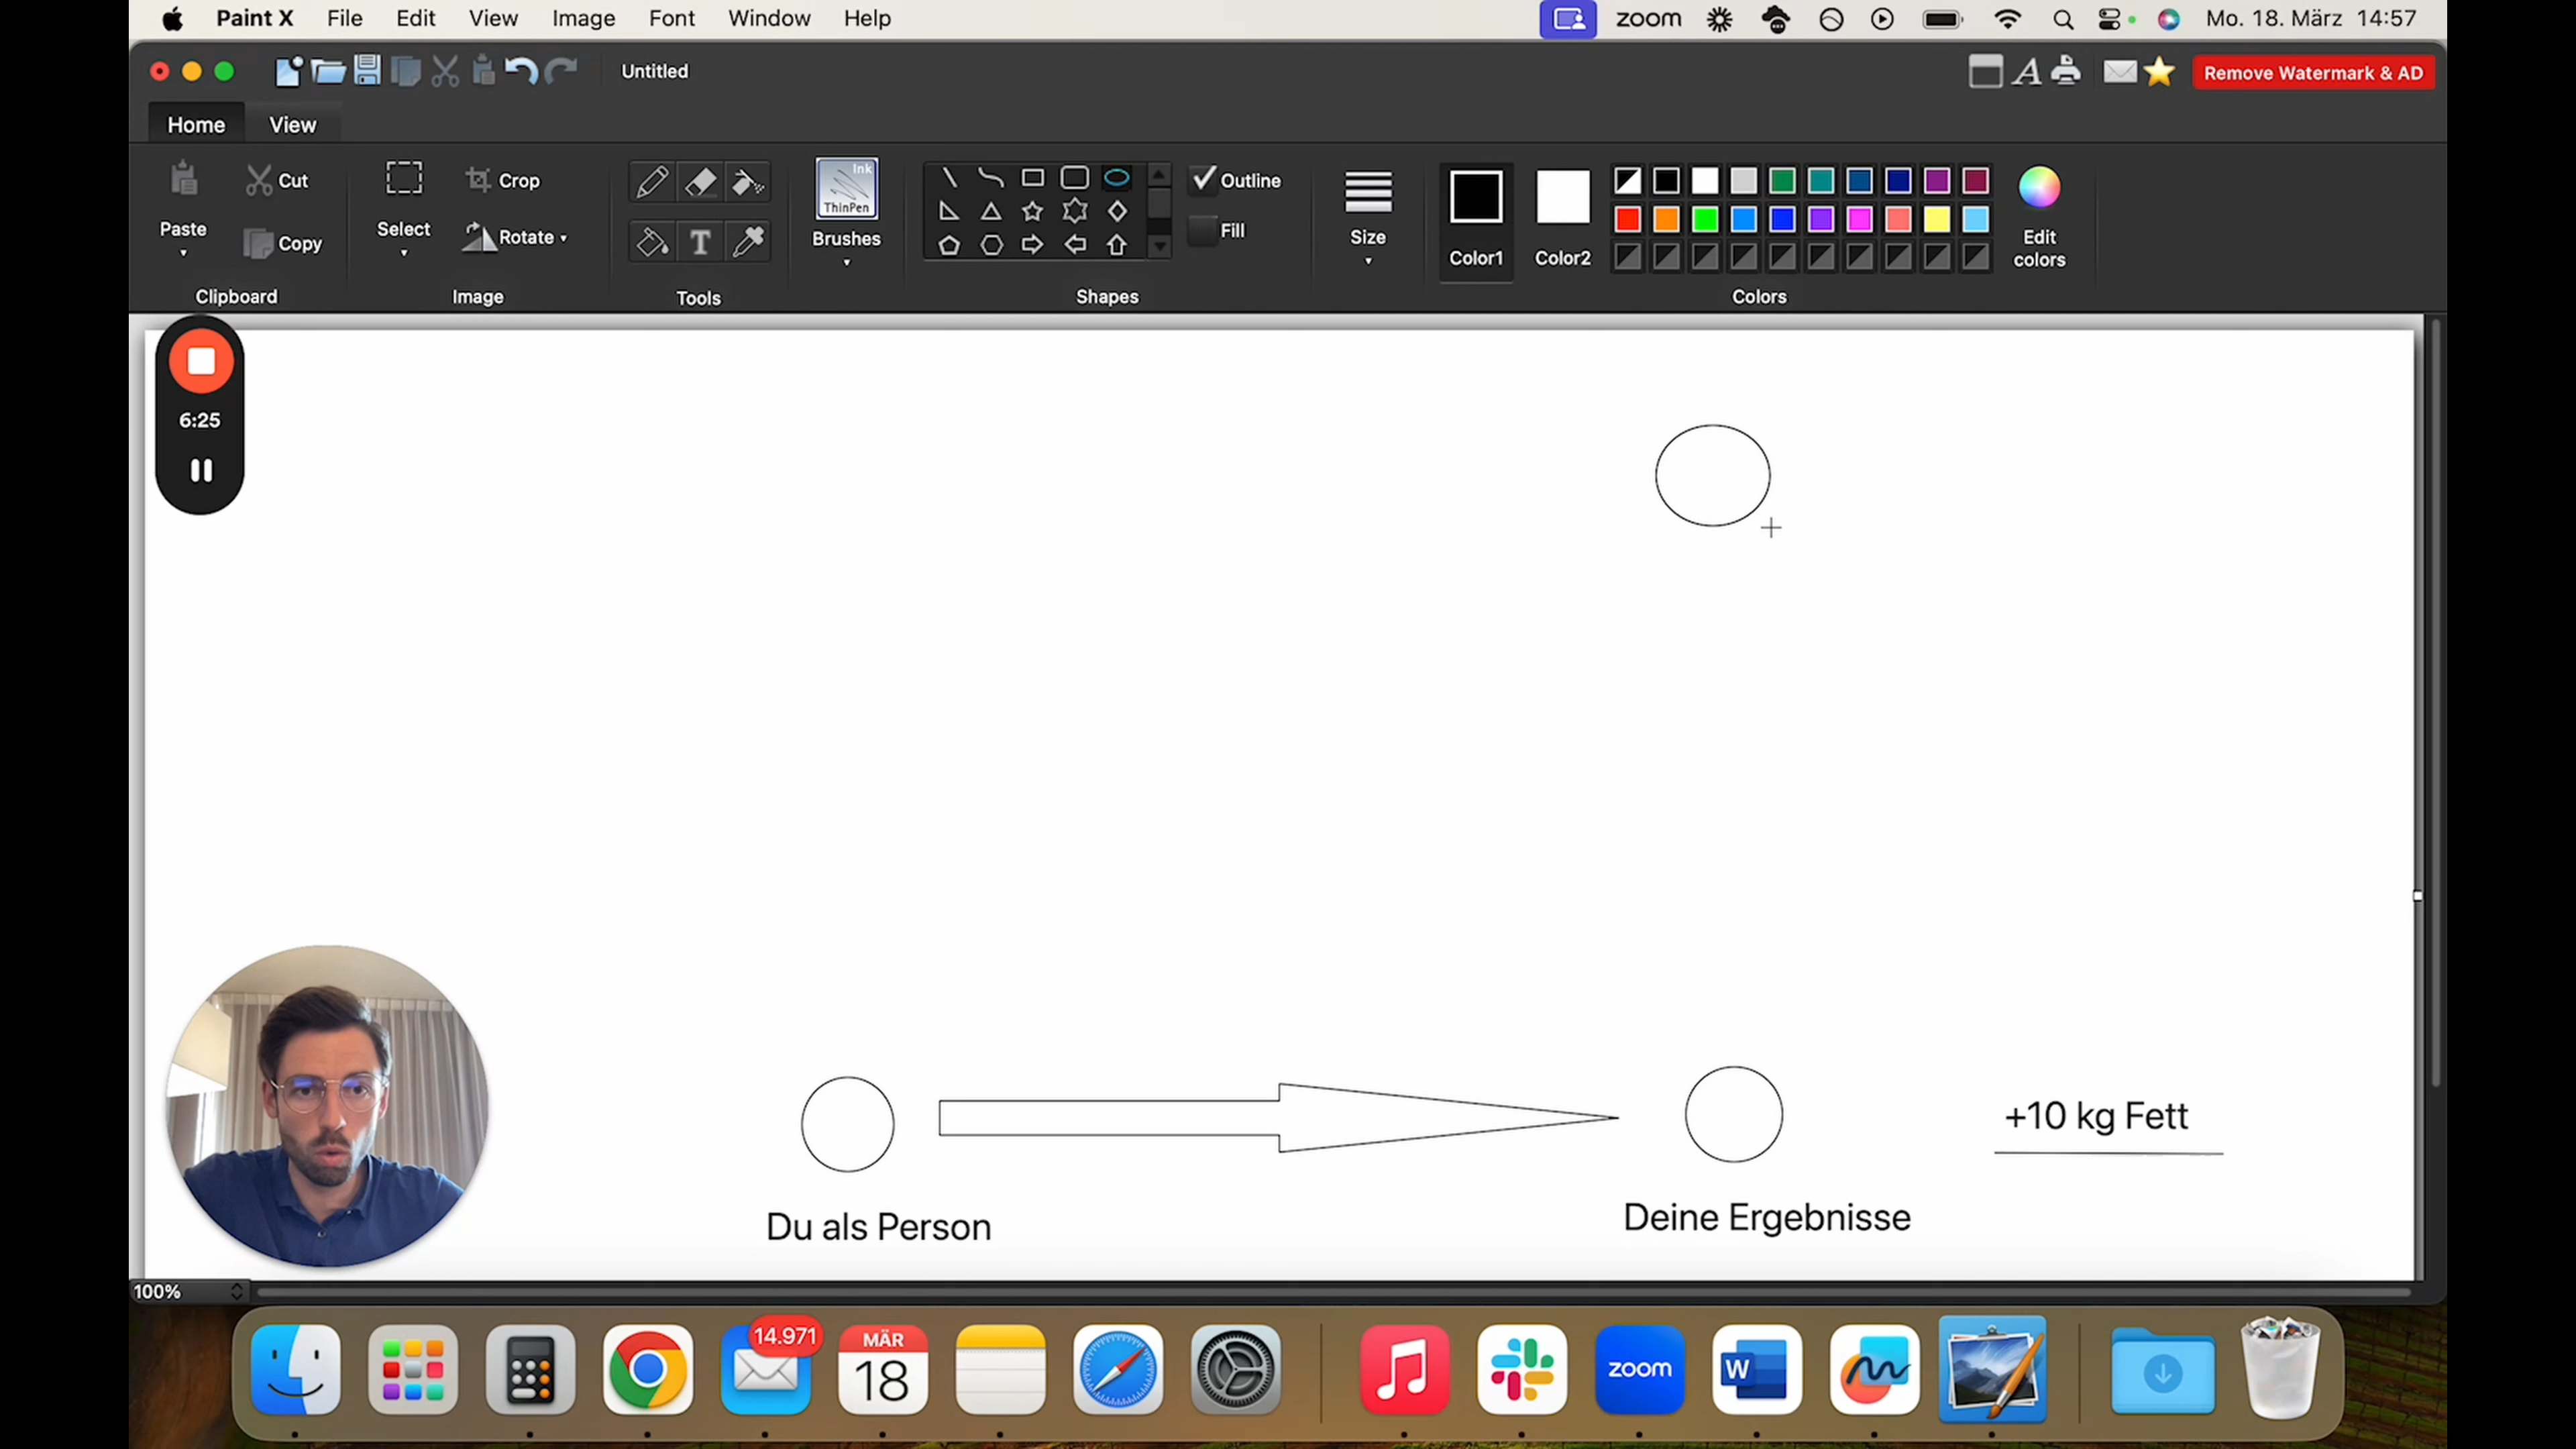 Paint X File Edit View Image Font Window Help zoom Mo. 18. März 14:57
Untitled Remove Watermark & AD
Home View
Paste Cut Copy
Clipboard
Select Crop Rotate
Image
T
Tools
Ink
ThinPen
Brushes
Shapes
Outline
Fill
Size
Color1 Color2
Colors
Edit
colors
6:25
+10 kg Fett
Du als Person
Deine Ergebnisse
100%
14.971
MÄR
18
zoom
W